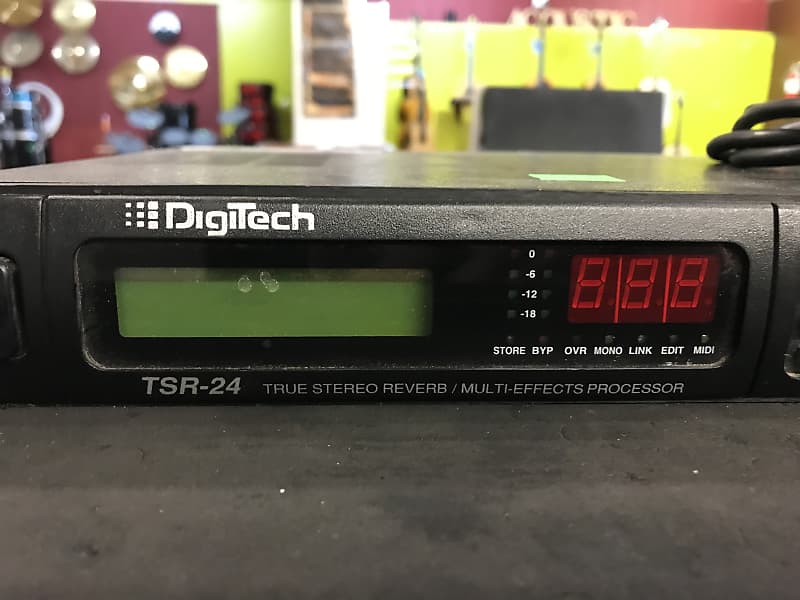 ACOUSTIC
DigiTech
0
-6
-12
-18
888
STORE BYP OVR MONO LINK EDIT MIDI
TSR-24 TRUE STEREO REVERB / MULTI-EFFECTS PROCESSOR